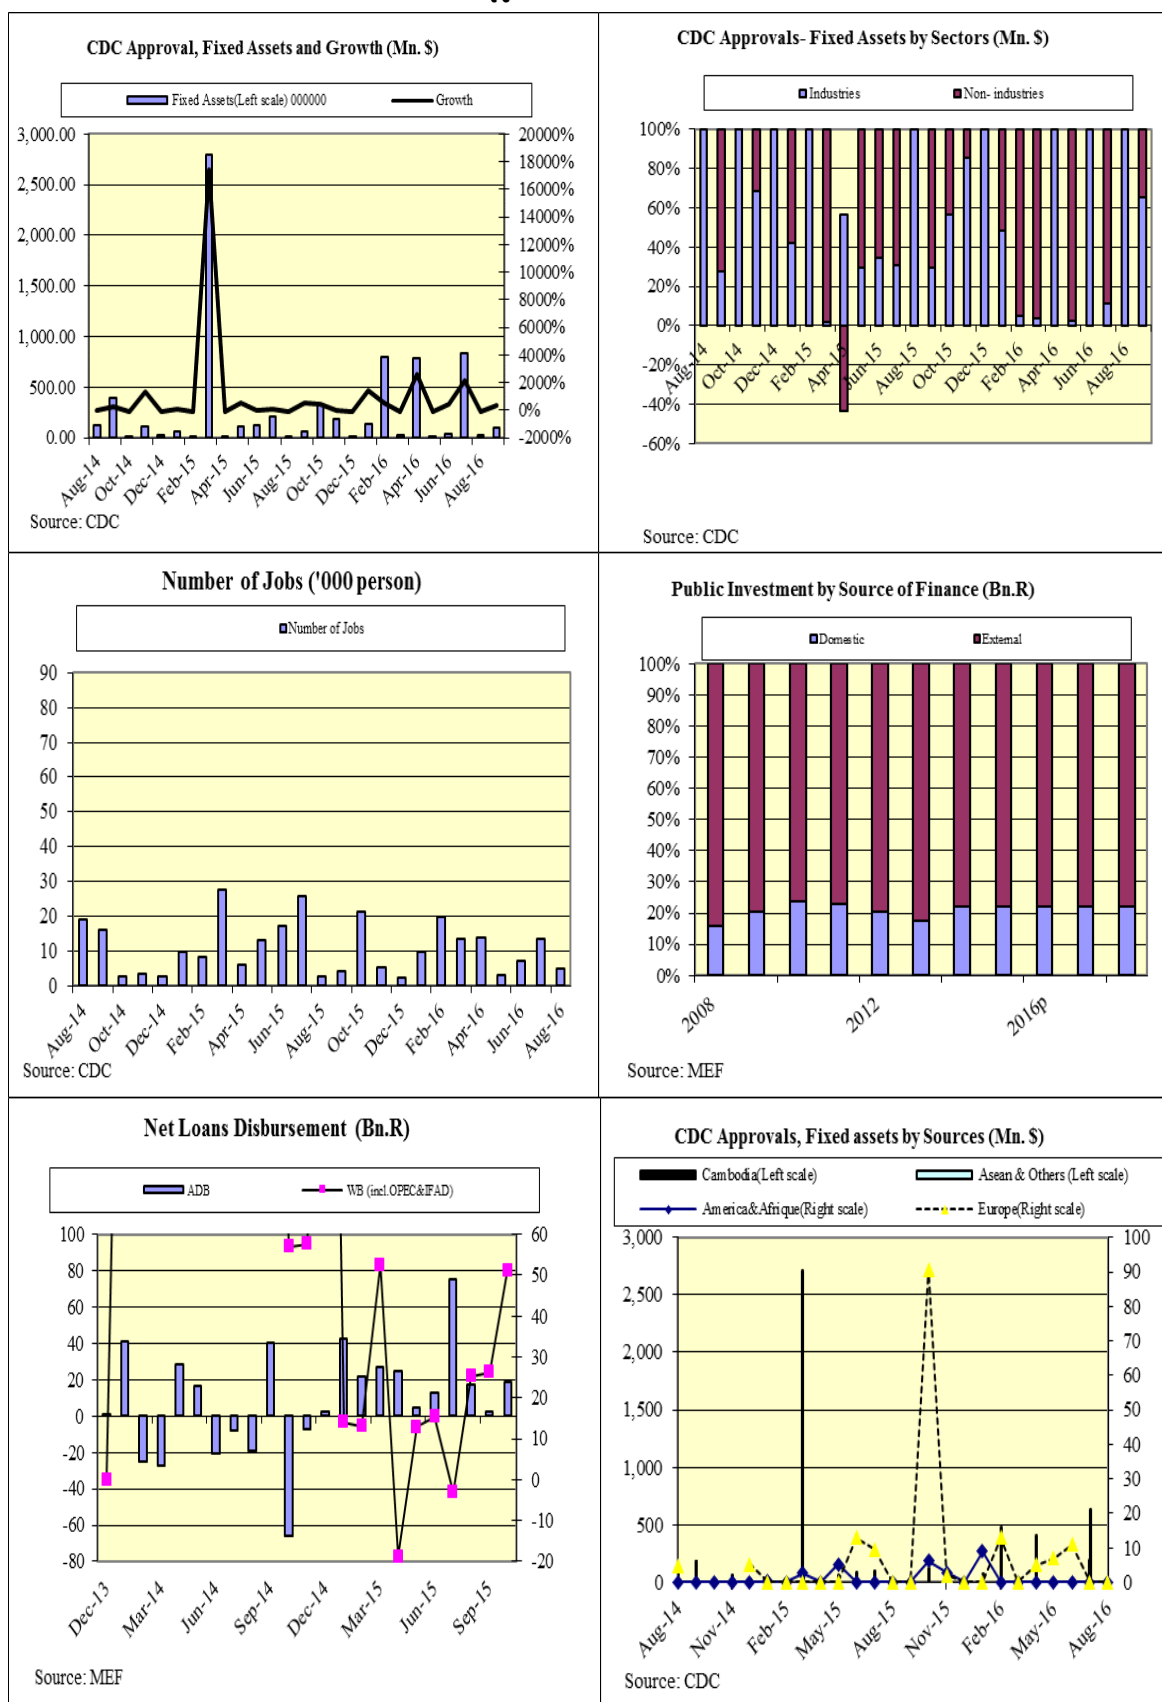 CDC Approval, Fixed Assets and Growth (Mn. $)
Fixed Assets(Left scale) 000000
Growth
3,000.00
2,500.00
2,000.00
1,500.00
1,000.00
500.00
0.00
20000%
18000%
16000%
14000%
12000%
10000%
8000%
6000%
4000%
2000%
0%
-2000%
Aug-14
Oct-14
Dec-14
Feb-15
Apr-15
Jun-15
Aug-15
Oct-15
Dec-15
Feb-16
Apr-16
Jun-16
Aug-16
Source: CDC
CDC Approvals- Fixed Assets by Sectors (Mn. $)
Industries
Non- industries
100%
80%
60%
40%
20%
0%
-20%
-40%
-60%
Aug-14
Oct-14
Dec-14
Feb-15
Apr-15
Jun-15
Aug-15
Oct-15
Dec-15
Feb-16
Apr-16
Jun-16
Aug-16
Source: CDC
Number of Jobs ('000 person)
Number of Jobs
90
80
70
60
50
40
30
20
10
0
Aug-14
Oct-14
Dec-14
Feb-15
Apr-15
Jun-15
Aug-15
Oct-15
Dec-15
Feb-16
Apr-16
Jun-16
Aug-16
Source: CDC
Public Investment by Source of Finance (Bn.R)
Domestic
External
100%
90%
80%
70%
60%
50%
40%
30%
20%
10%
0%
2008
2012
2016p
Source: MEF
Net Loans Disbursement (Bn.R)
ADB
WB (incl.OPEC&IFAD)
100
80
60
40
20
0
-20
-40
-60
-80
60
50
40
30
20
10
0
-10
-20
Dec-13
Mar-14
Jun-14
Sep-14
Dec-14
Mar-15
Jun-15
Sep-15
Source: MEF
CDC Approvals, Fixed assets by Sources (Mn. $)
Cambodia(Left scale)
Asean & Others (Left scale)
America&Afrique(Right scale)
Europe(Right scale)
3,000
2,500
2,000
1,500
1,000
500
0
100
90
80
70
60
50
40
30
20
10
0
Aug-14
Nov-14
Feb-15
May-15
Aug-15
Nov-15
Feb-16
May-16
Aug-16
Source: CDC